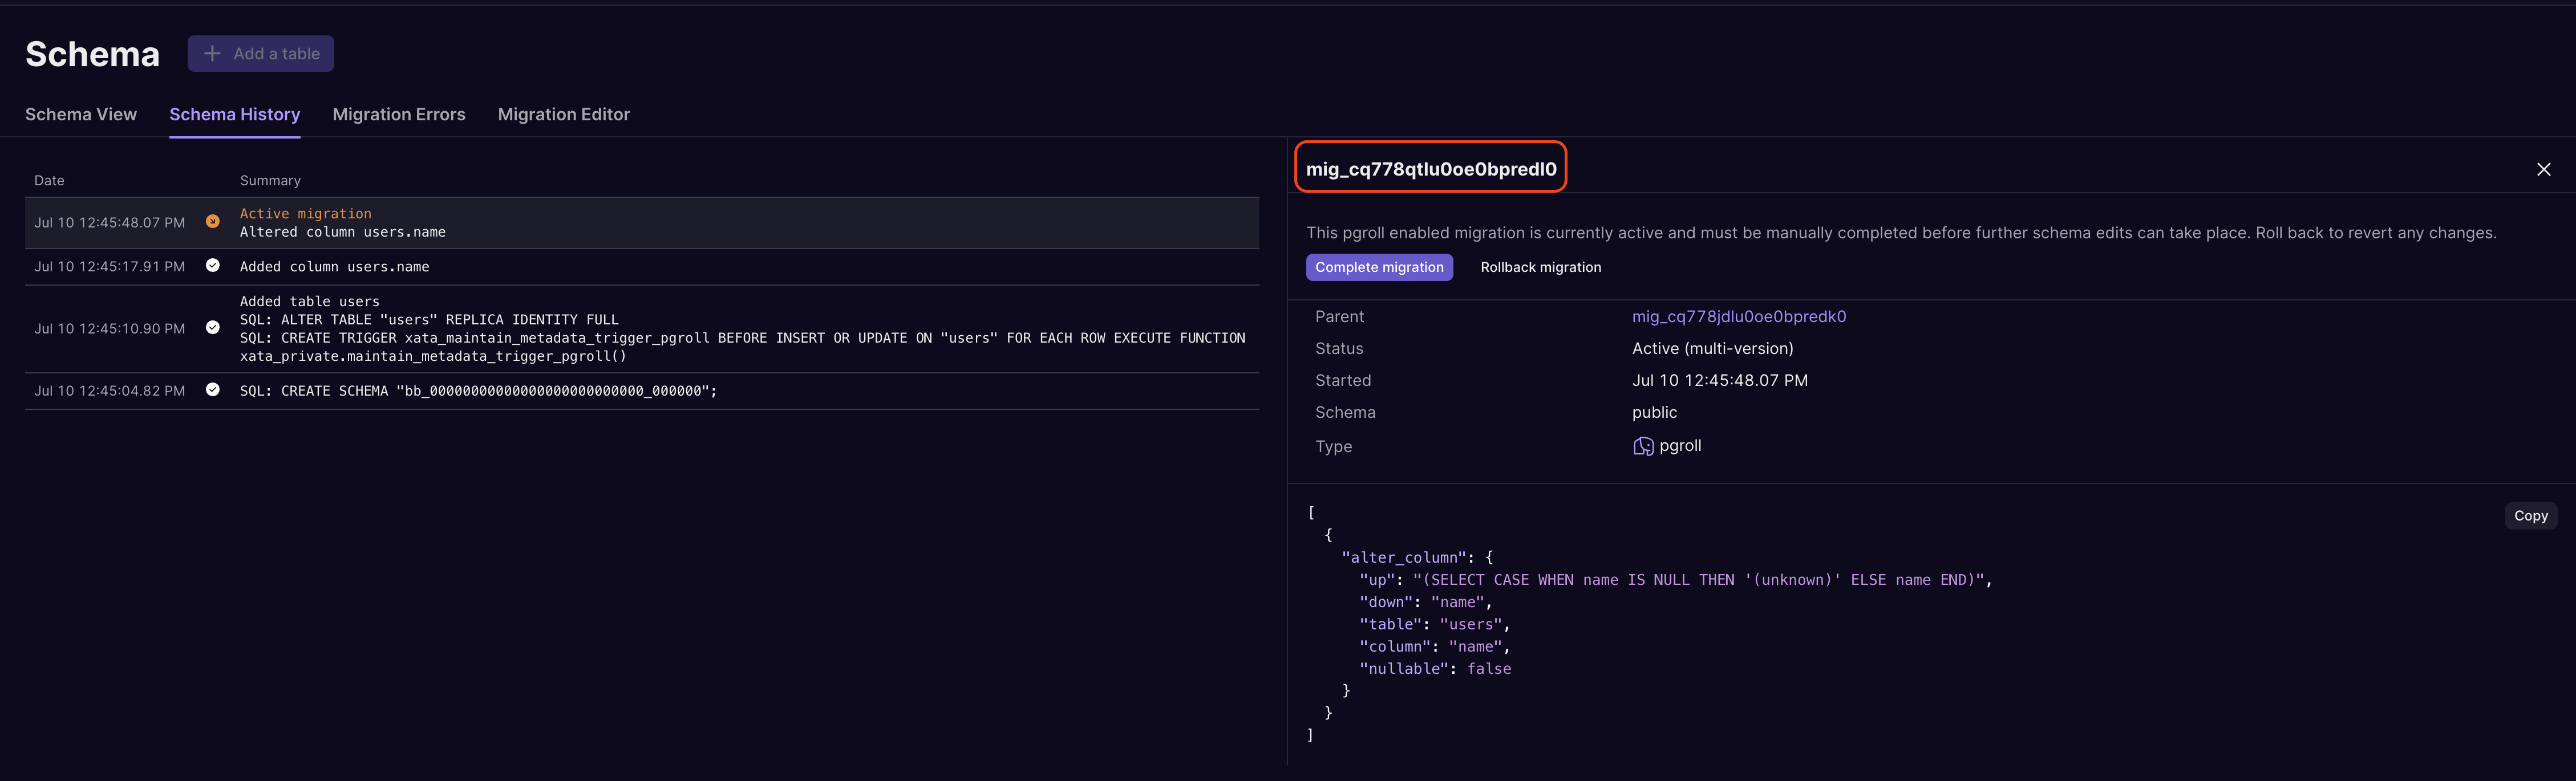 Schema
Add a table
Schema View
Schema History
Migration Errors
Migration Editor
Date
Summary
Jul 10 12:45:48.07 PM
Active migration
Altered column users.name
Jul 10 12:45:17.91 PM
Added column users.name
Jul 10 12:45:10.90 PM
Added table users
SQL: ALTER TABLE "users" REPLICA IDENTITY FULL
SQL: CREATE TRIGGER xata_maintain_metadata_trigger_pgroll BEFORE INSERT OR UPDATE ON "users" FOR EACH ROW EXECUTE FUNCTION
xata_private.maintain_metadata_trigger_pgroll()
Jul 10 12:45:04.82 PM
SQL: CREATE SCHEMA "bb_00000000000000000000000000_000000";
mig_cq778qtlu0oe0bpredl0
This pgroll enabled migration is currently active and must be manually completed before further schema edits can take place. Roll back to revert any changes.
Complete migration
Rollback migration
Parent
mig_cq778jdlu0oe0bpredk0
Status
Active (multi-version)
Started
Jul 10 12:45:48.07 PM
Schema
public
Type
pgroll
Copy
[
{
"alter_column": {
"up": "(SELECT CASE WHEN name IS NULL THEN '(unknown)' ELSE name END)",
"down": "name",
"table": "users",
"column": "name",
"nullable": false
}
}
]